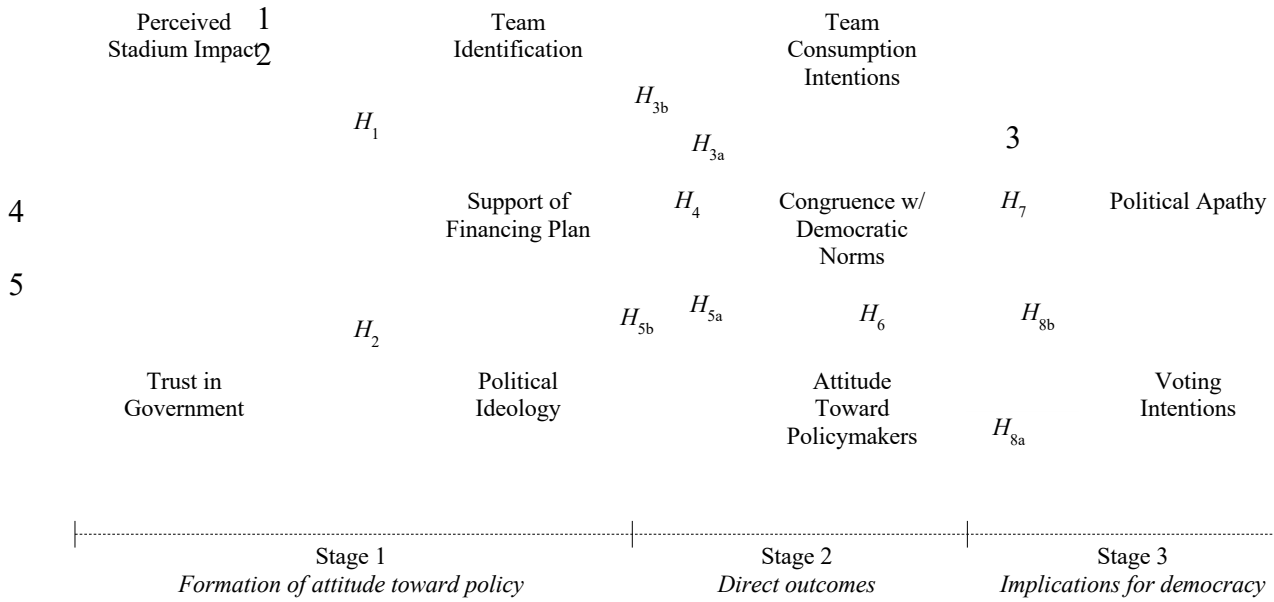 Perceived
Stadium Impact
1
2
Team
Identification
Team
Consumption
Intentions
H3b
H1
H3a
3
4
Support of
Financing Plan
H4
Congruence w/
Democratic
Norms
H7
Political Apathy
5
H2
H5b
H5a
H6
H8b
Trust in
Government
Political
Ideology
Attitude
Toward
Policymakers
H8a
Voting
Intentions
Stage 1
Formation of attitude toward policy
Stage 2
Direct outcomes
Stage 3
Implications for democracy